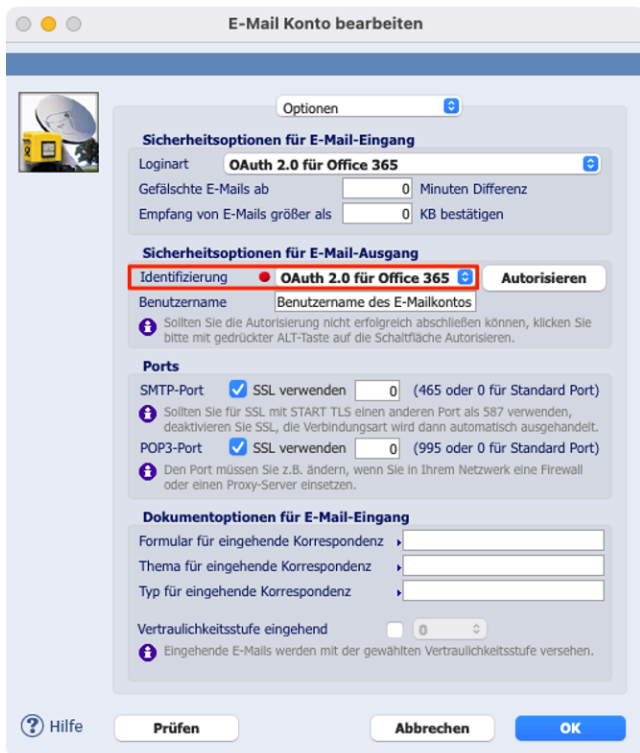 E-Mail Konto bearbeiten
Optionen
Sicherheitsoptionen für E-Mail-Eingang
Loginart OAuth 2.0 für Office 365
Gefälschte E-Mails ab 0 Minuten Differenz
Empfang von E-Mails größer als 0 KB bestätigen
Sicherheitsoptionen für E-Mail-Ausgang
Identifizierung OAuth 2.0 für Office 365 Autorisieren
Benutzername Benutzername des E-Mailkontos
Sollten Sie die Autorisierung nicht erfolgreich abschließen können, klicken Sie
bitte mit gedrückter ALT-Taste auf die Schaltfläche Autorisieren.
Ports
SMTP-Port SSL verwenden 0 (465 oder 0 für Standard Port)
Sollten Sie für SSL mit START TLS einen anderen Port als 587 verwenden,
deaktivieren Sie SSL, die Verbindungsart wird dann automatisch ausgehandelt.
POP3-Port SSL verwenden 0 (995 oder 0 für Standard Port)
Den Port müssen Sie z.B. ändern, wenn Sie in Ihrem Netzwerk eine Firewall
oder einen Proxy-Server einsetzen.
Dokumentoptionen für E-Mail-Eingang
Formular für eingehende Korrespondenz
Thema für eingehende Korrespondenz
Typ für eingehende Korrespondenz
Vertraulichkeitsstufe eingehend 0
Eingehende E-Mails werden mit der gewählten Vertraulichkeitsstufe versehen.
? Hilfe Prüfen Abbrechen OK